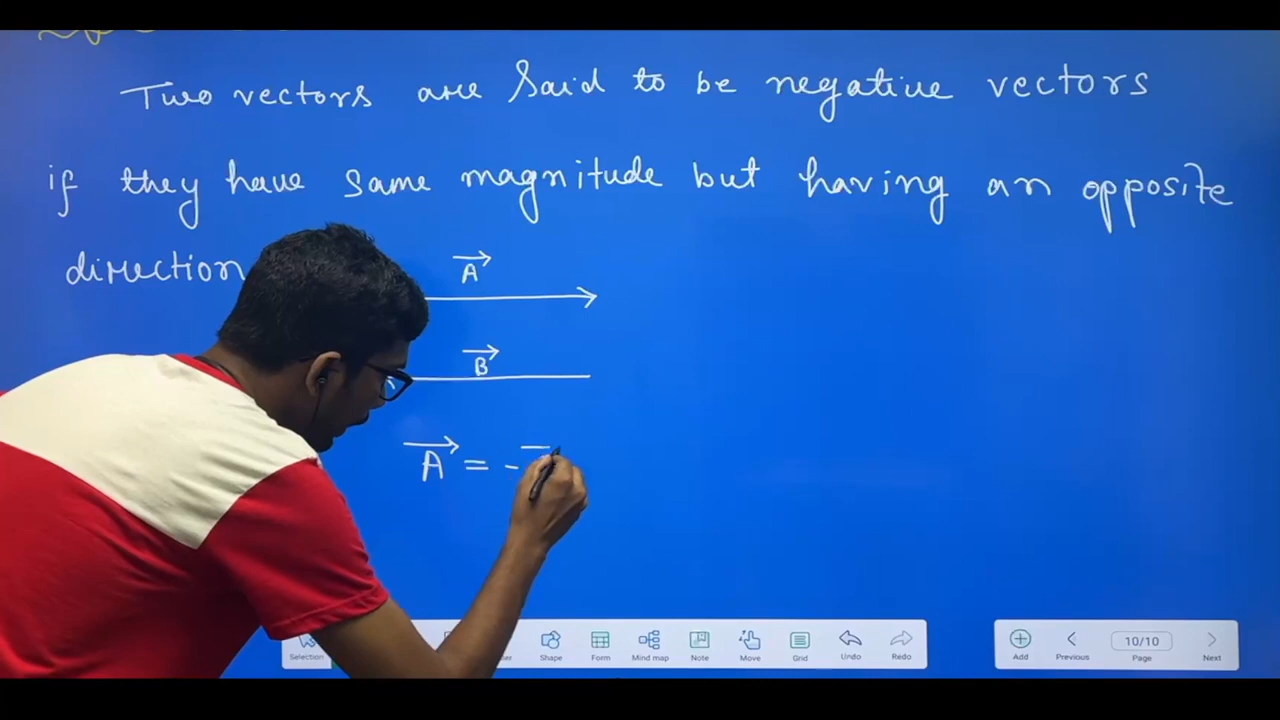 Two vectors are said to be negative vectors
if they have same magnitude but having an opposite
direction
A
B
A = -
Selection Shape Form Mind map Note Move Grid Undo Redo Add Previous 10/10 Page Next